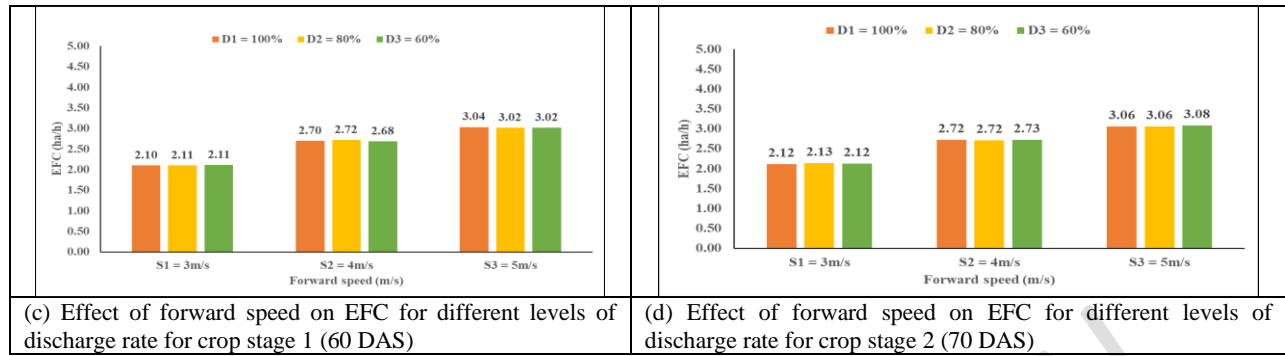 D1 = 100% D2 = 80% D3 = 60%
5.00
4.50
4.00
3.50
3.00
2.50
2.00
1.50
1.00
0.50
0.00
EFC (ha/h)
2.10 2.11 2.11
2.70 2.72 2.68
3.04 3.02 3.02
S1 = 3m/s S2 = 4m/s S3 = 5m/s
Forward speed (m/s)
(c) Effect of forward speed on EFC for different levels of
discharge rate for crop stage 1 (60 DAS)
D1 = 100% D2 = 80% D3 = 60%
5.00
4.50
4.00
3.50
3.00
2.50
2.00
1.50
1.00
0.50
0.00
EFC (ha/h)
2.12 2.13 2.12
2.72 2.72 2.73
3.06 3.06 3.08
S1 = 3m/s S2 = 4m/s S3 = 5m/s
Forward speed (m/s)
(d) Effect of forward speed on EFC for different levels of
discharge rate for crop stage 2 (70 DAS)